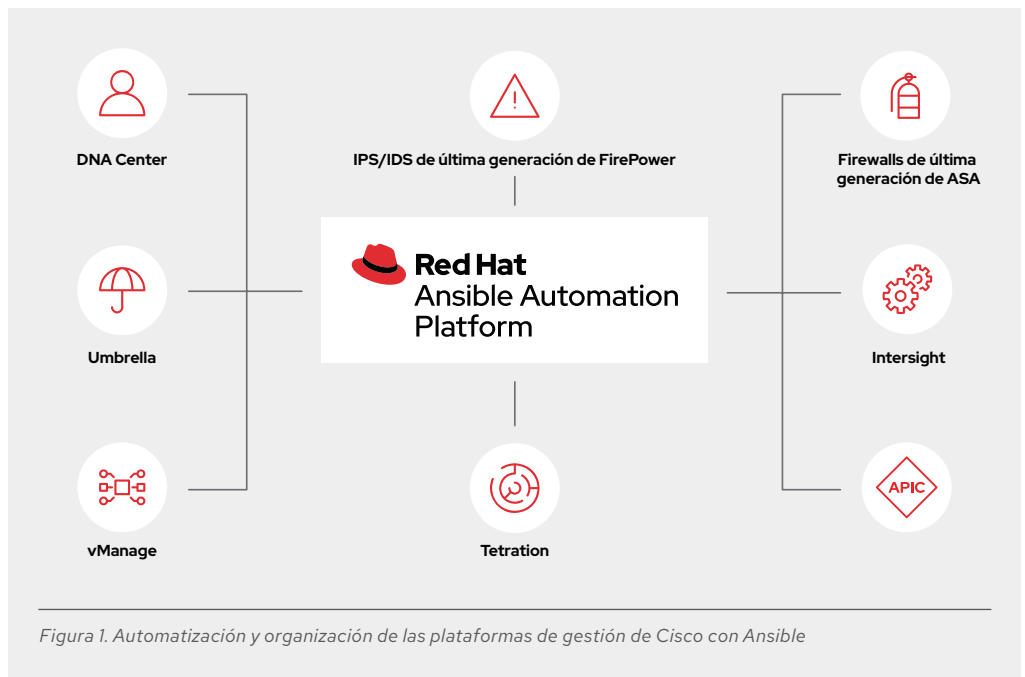 DNA Center
IPS/IDS de última generación de FirePower
Firewalls de última
generación de ASA
Red Hat
Ansible Automation
Platform
Umbrella
Intersight
vManage
Tetration
APIC
Figura 1. Automatización y organización de las plataformas de gestión de Cisco con Ansible